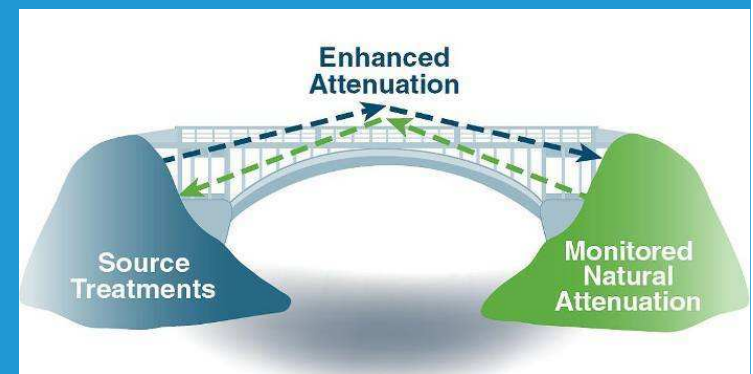 Enhanced
Attenuation
Source
Treatments
Monitored
Natural
Attenuation